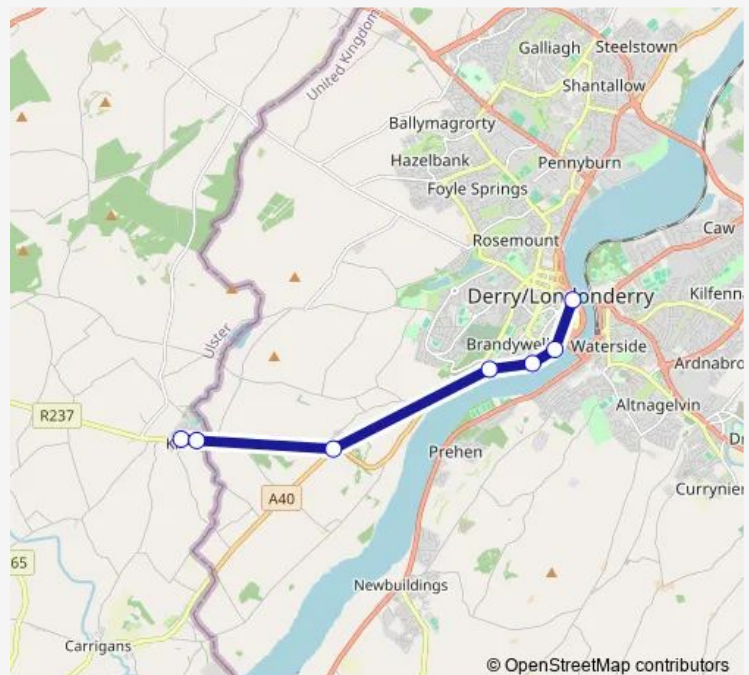 United Kingdom
Galliagh
Steelstown
Shantallow
Ballymagrorty
Hazelbank
Pennyburn
Foyle Springs
Rosemount
Caw
Derry/Londonderry
Kilfenn
Ulster
Brandywell
Waterside
Ardnabro
R237
Altnagelvin
K
Prehen
Currynier
A40
65
Newbuildings
Carrigans
© OpenStreetMap contributors